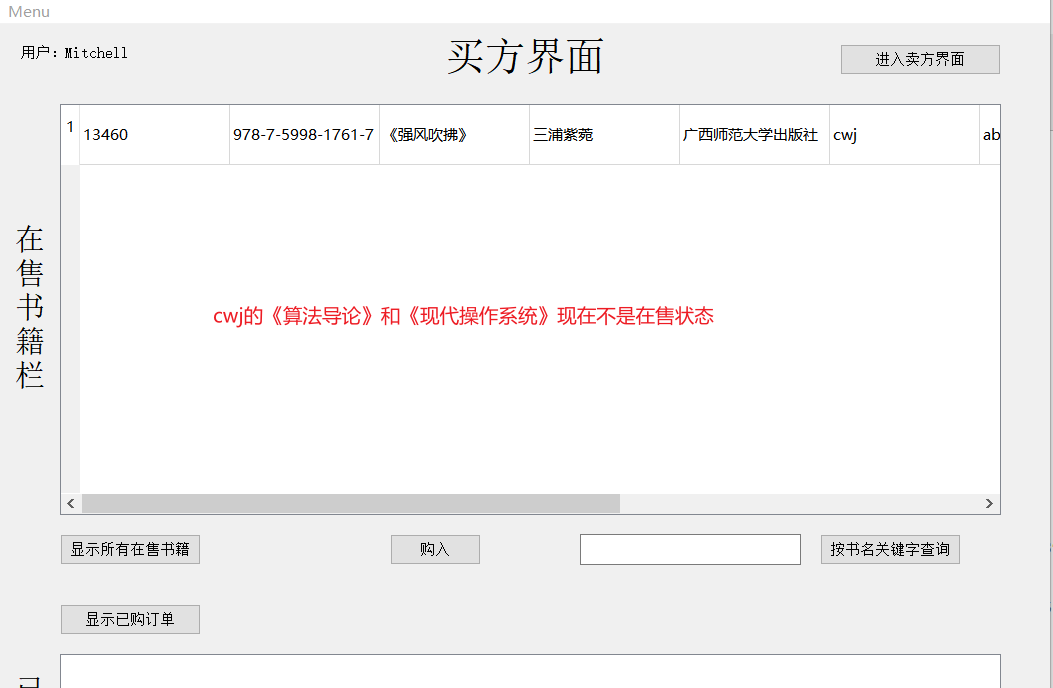 Menu
用户：Mitchell
买方界面
进入卖方界面
1 13460 978-7-5998-1761-7 《强风吹拂》 三浦紫菀 广西师范大学出版社 cwj ab
在售书籍栏
cwj的《算法导论》和《现代操作系统》现在不是在售状态
显示所有在售书籍 购入 按书名关键字查询
显示已购订单